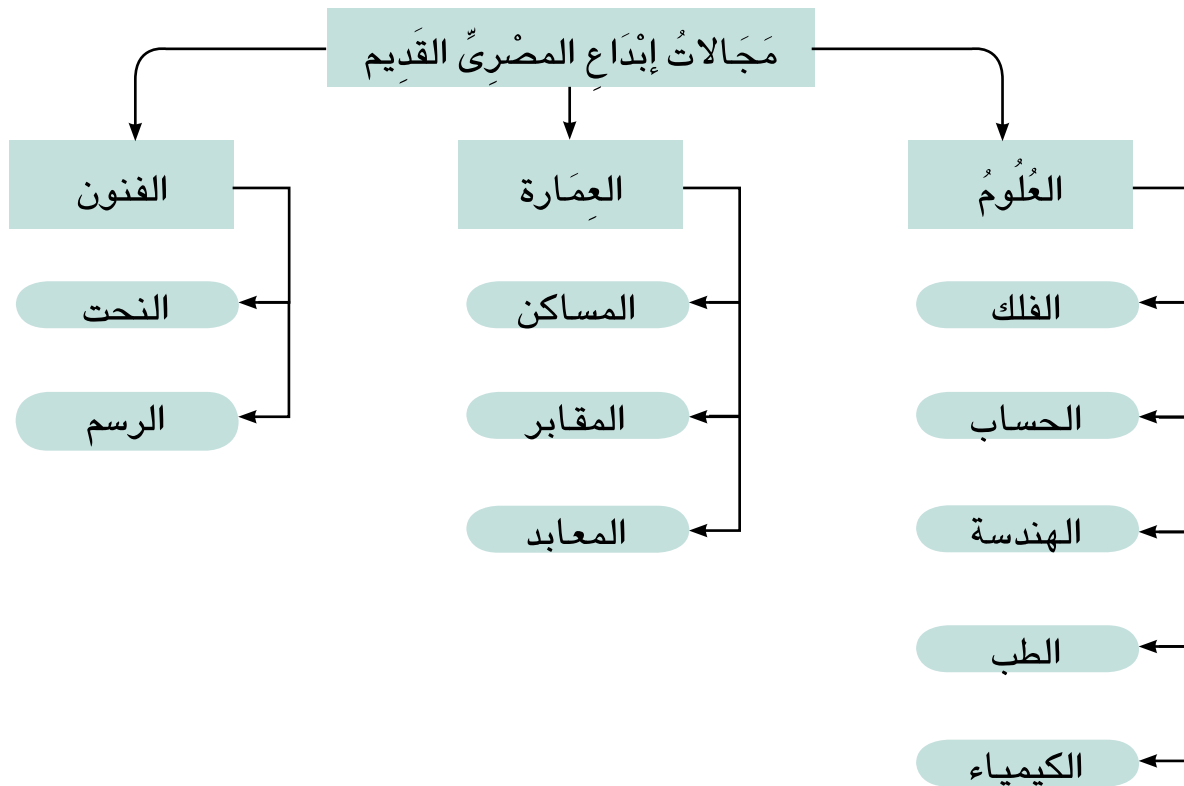 مَجَالاتُ إِبْدَاعِ المصْرِىِّ القَدِيم
العُلُومُ
الفلك
الحساب
الهندسة
الطب
الكيمياء
العِمَارة
المساكن
المقابر
المعابد
الفنون
النحت
الرسم